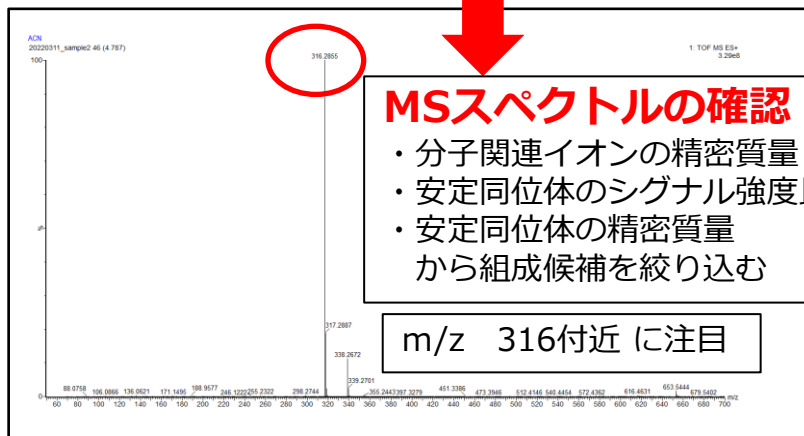 ACN
20220311_sample2 46 (4.787)
1: TOF MS ES+
3.29e8
100
316.2855
MSスペクトルの確認
・分子関連イオンの精密質量
・安定同位体のシグナル強度
・安定同位体の精密質量
から組成候補を絞り込む
%
317.2887
m/z 316付近 に注目
338.2672
339.2701
0
88.0758 106.0866 136.0621 171.1495 188.9577 246.1222 255.2322 298.2744 355.2443 397.3279 451.3386 473.3946 512.4146 540.4454 572.4362 616.4631 653.5444 679.5402
60 80 100 120 140 160 180 200 220 240 260 280 300 320 340 360 380 400 420 440 460 480 500 520 540 560 580 600 620 640 660 680 700 m/z